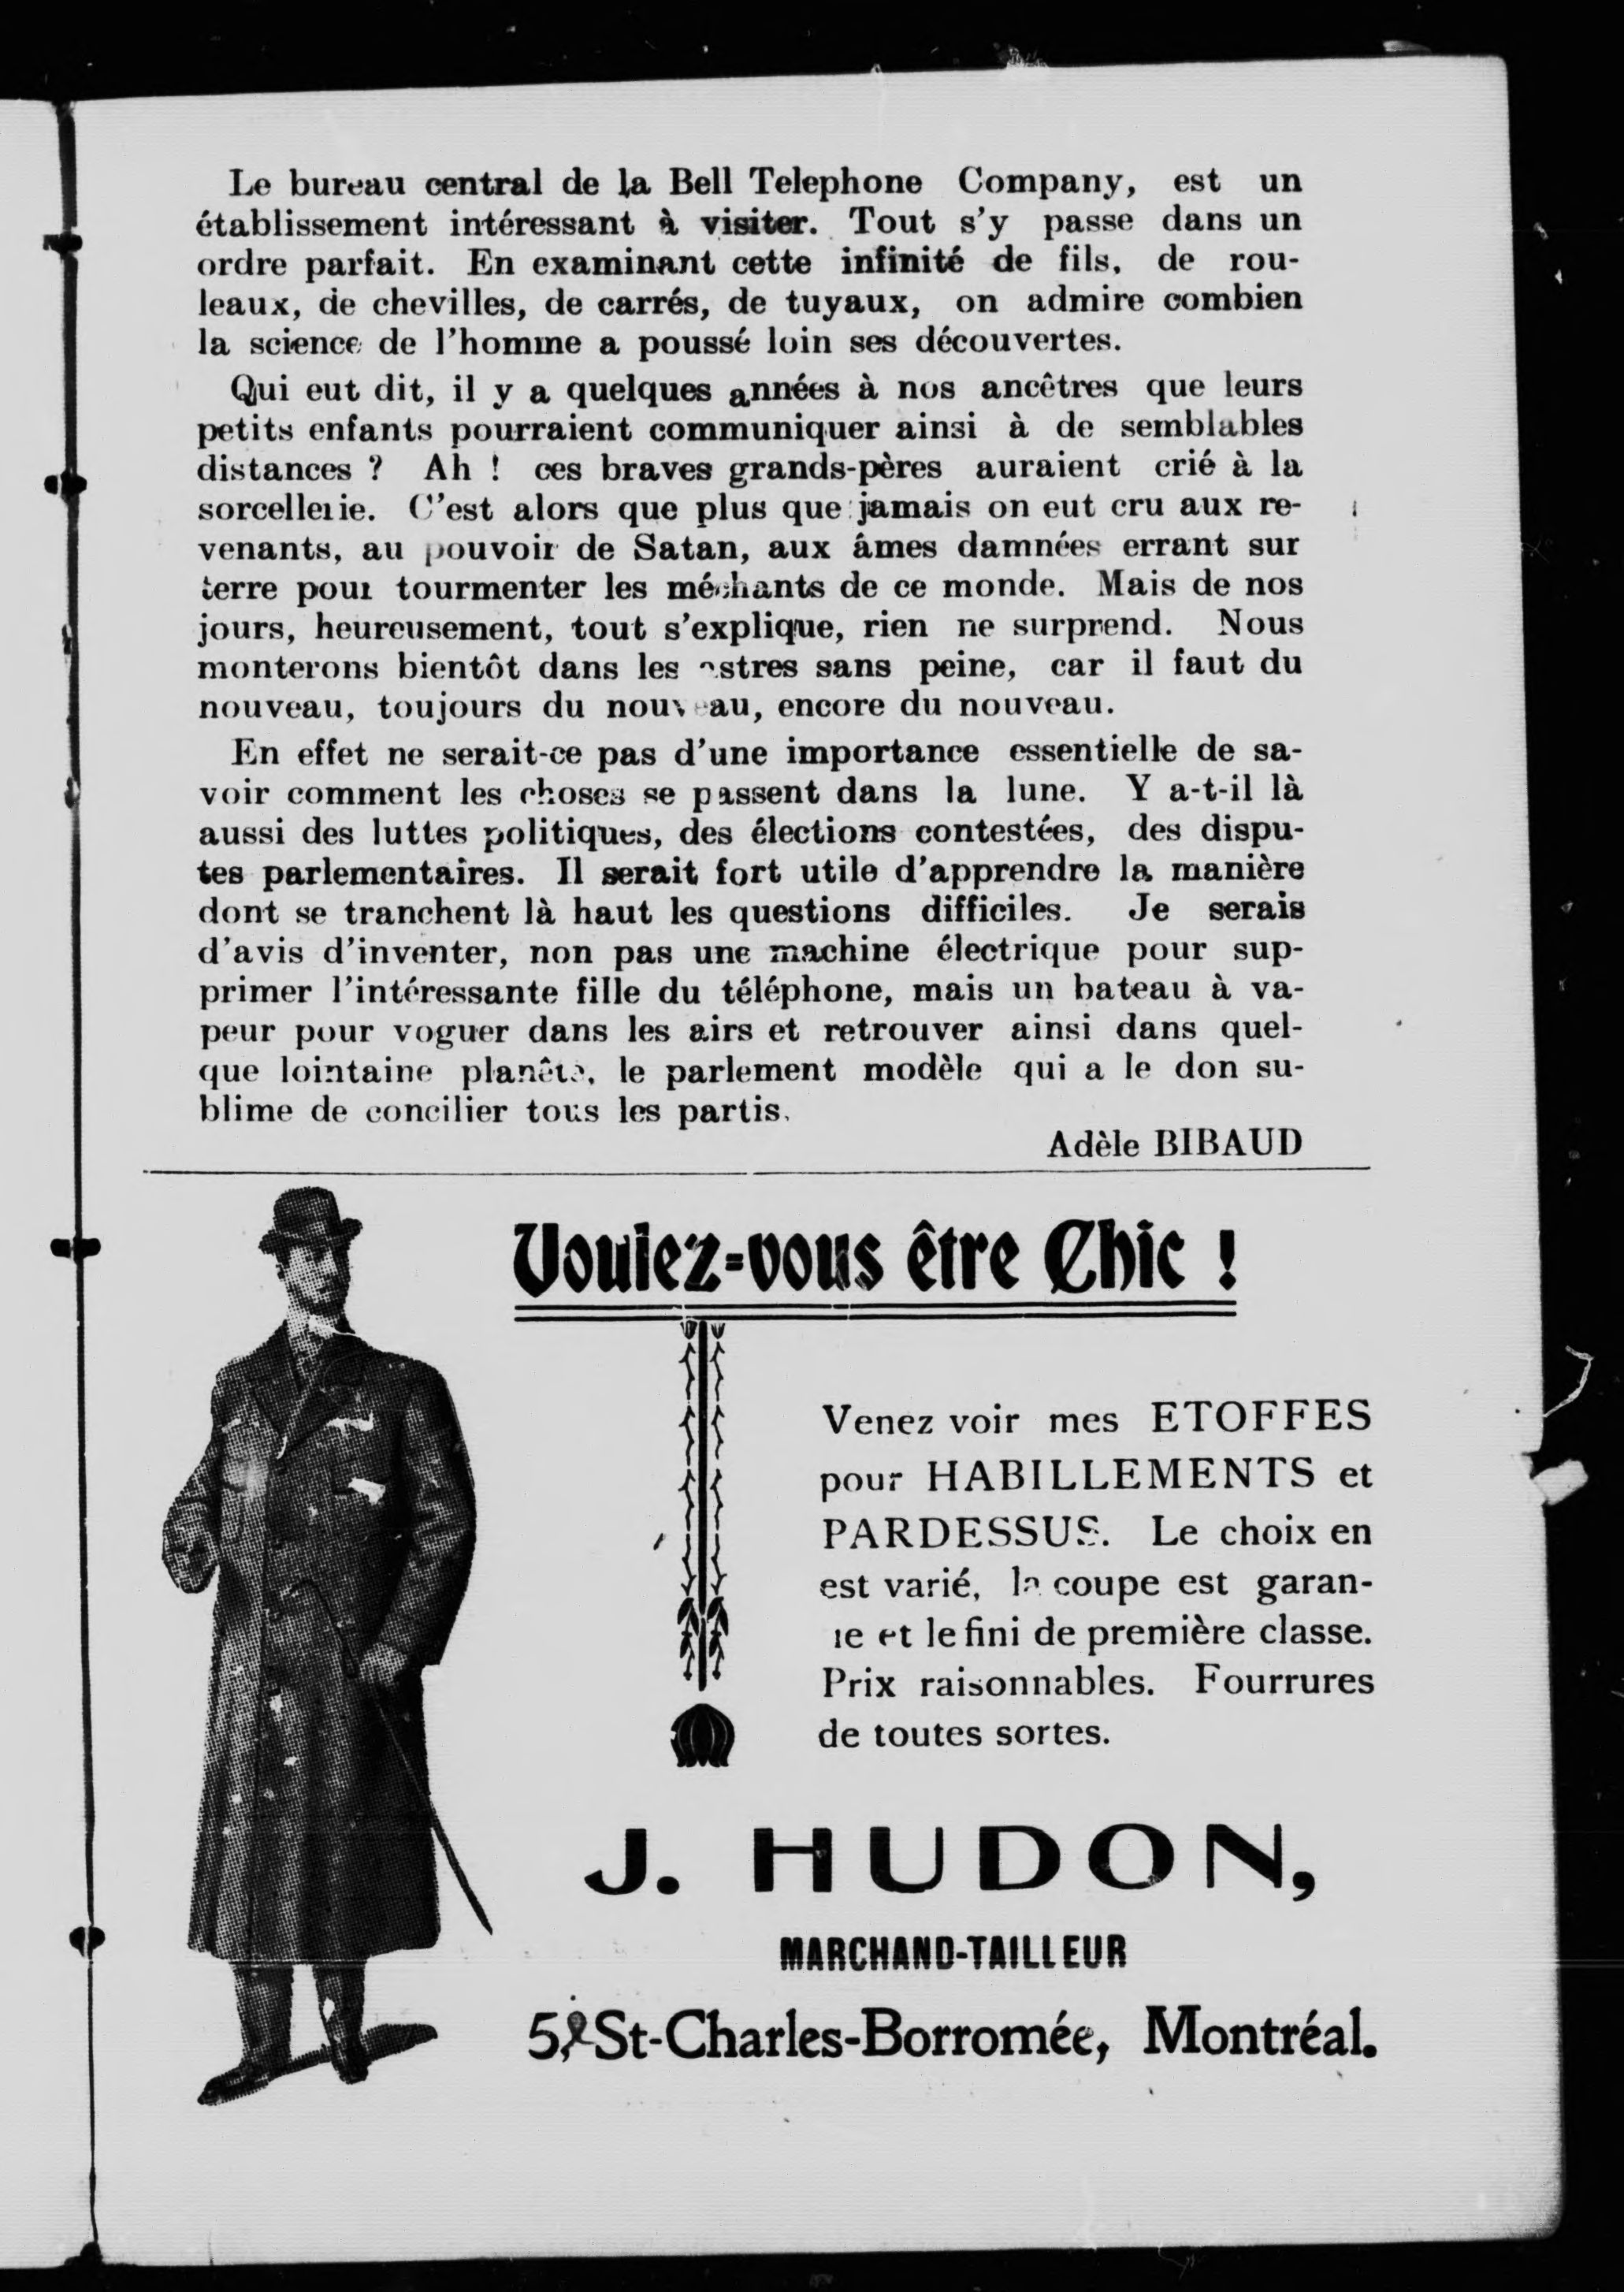 Le bureau central de la Bell Telephone Company, est un
établissement intéressant à visiter. Tout s'y passe dans un
ordre parfait. En examinant cette infinité de fils, de rou-
leaux, de chevilles, de carrés, de tuyaux, on admire combien
la science de l'homme a poussé loin ses découvertes.
Qui eut dit, il y a quelques années à nos ancêtres que leurs
petits enfants pourraient communiquer ainsi à de semblables
distances ? Ah ! ces braves grands-pères auraient crié à la
sorcellerie. C'est alors que plus que jamais on eut cru aux re-
venants, au pouvoir de Satan, aux âmes damnées errant sur
terre pour tourmenter les méchants de ce monde. Mais de nos
jours, heureusement, tout s'explique, rien ne surprend. Nous
monterons bientôt dans les astres sans peine, car il faut du
nouveau, toujours du nouveau, encore du nouveau.
En effet ne serait-ce pas d'une importance essentielle de sa-
voir comment les choses se passent dans la lune. Y a-t-il là
aussi des luttes politiques, des élections contestées, des dispu-
tes parlementaires. Il serait fort utile d'apprendre la manière
dont se tranchent là haut les questions difficiles. Je serais
d'avis d'inventer, non pas une machine électrique pour sup-
primer l'intéressante fille du téléphone, mais un bateau à va-
peur pour voguer dans les airs et retrouver ainsi dans quel-
que lointaine planête, le parlement modèle qui a le don su-
blime de concilier tous les partis.
Adèle BIBAUD
Voulez-vous être Chic !
Venez voir mes ETOFFES
pour HABILLEMENTS et
PARDESSUS. Le choix en
est varié, la coupe est garan-
ie et le fini de première classe.
Prix raisonnables. Fourrures
de toutes sortes.
J. HUDON,
MARCHAND-TAILLEUR
St-Charles-Borromée, Montréal.